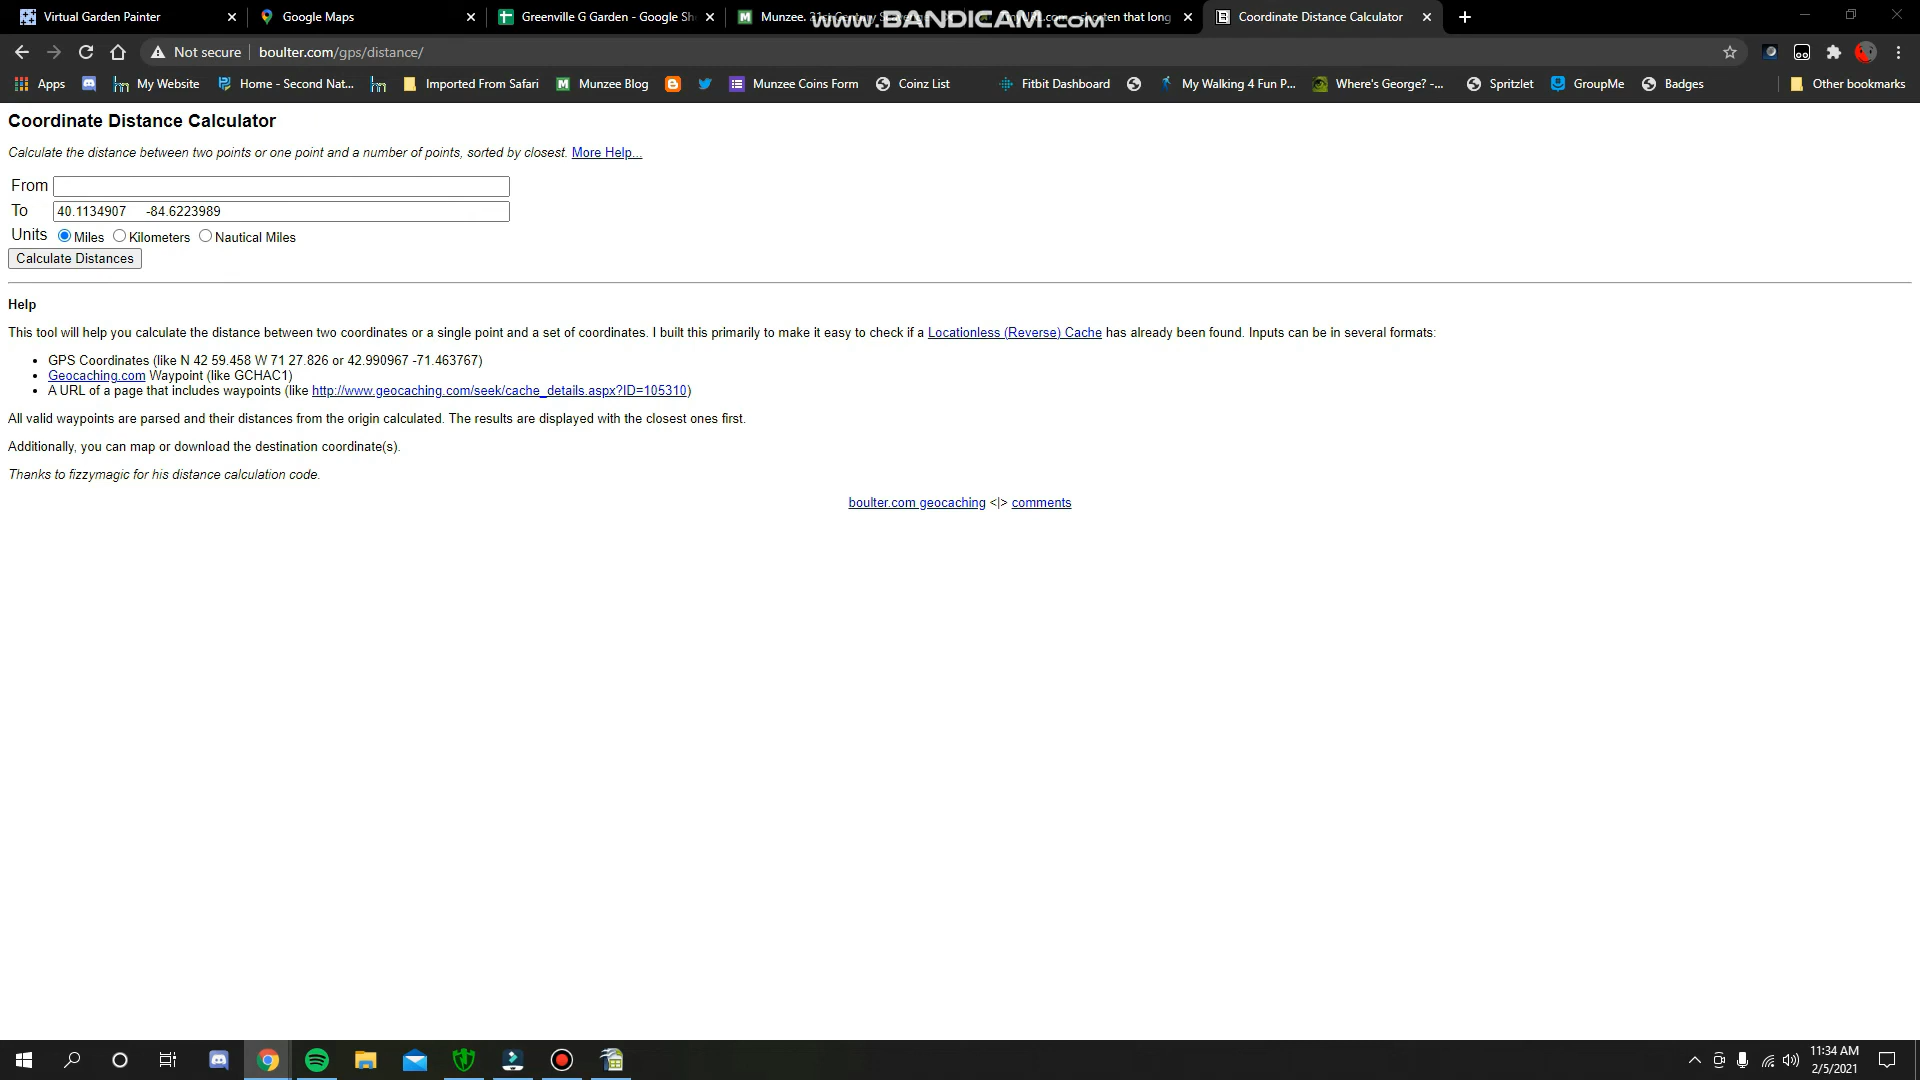 Virtual Garden Painter
Google Maps
Greenville G Garden - Google Sh
Munzee. 21st Century
shorten that long
Coordinate Distance Calculator
www.BANDICAM.com
Not secure
boulter.com/gps/distance/
Apps
My Website
Home - Second Nat...
Imported From Safari
Munzee Blog
Munzee Coins Form
Coinz List
Fitbit Dashboard
My Walking 4 Fun P...
Where's George? -...
Spritzlet
GroupMe
Badges
Other bookmarks
Coordinate Distance Calculator
Calculate the distance between two points or one point and a number of points, sorted by closest. More Help...
From
To 40.1134907 -84.6223989
Units Miles Kilometers Nautical Miles
Calculate Distances
Help
This tool will help you calculate the distance between two coordinates or a single point and a set of coordinates. I built this primarily to make it easy to check if a Locationless (Reverse) Cache has already been found. Inputs can be in several formats:
• GPS Coordinates (like N 42 59.458 W 71 27.826 or 42.990967 -71.463767)
• Geocaching.com Waypoint (like GCHAC1)
• A URL of a page that includes waypoints (like http://www.geocaching.com/seek/cache_details.aspx?ID=105310)
All valid waypoints are parsed and their distances from the origin calculated. The results are displayed with the closest ones first.
Additionally, you can map or download the destination coordinate(s).
Thanks to fizzymagic for his distance calculation code.
boulter.com geocaching <|> comments
11:34 AM
2/5/2021